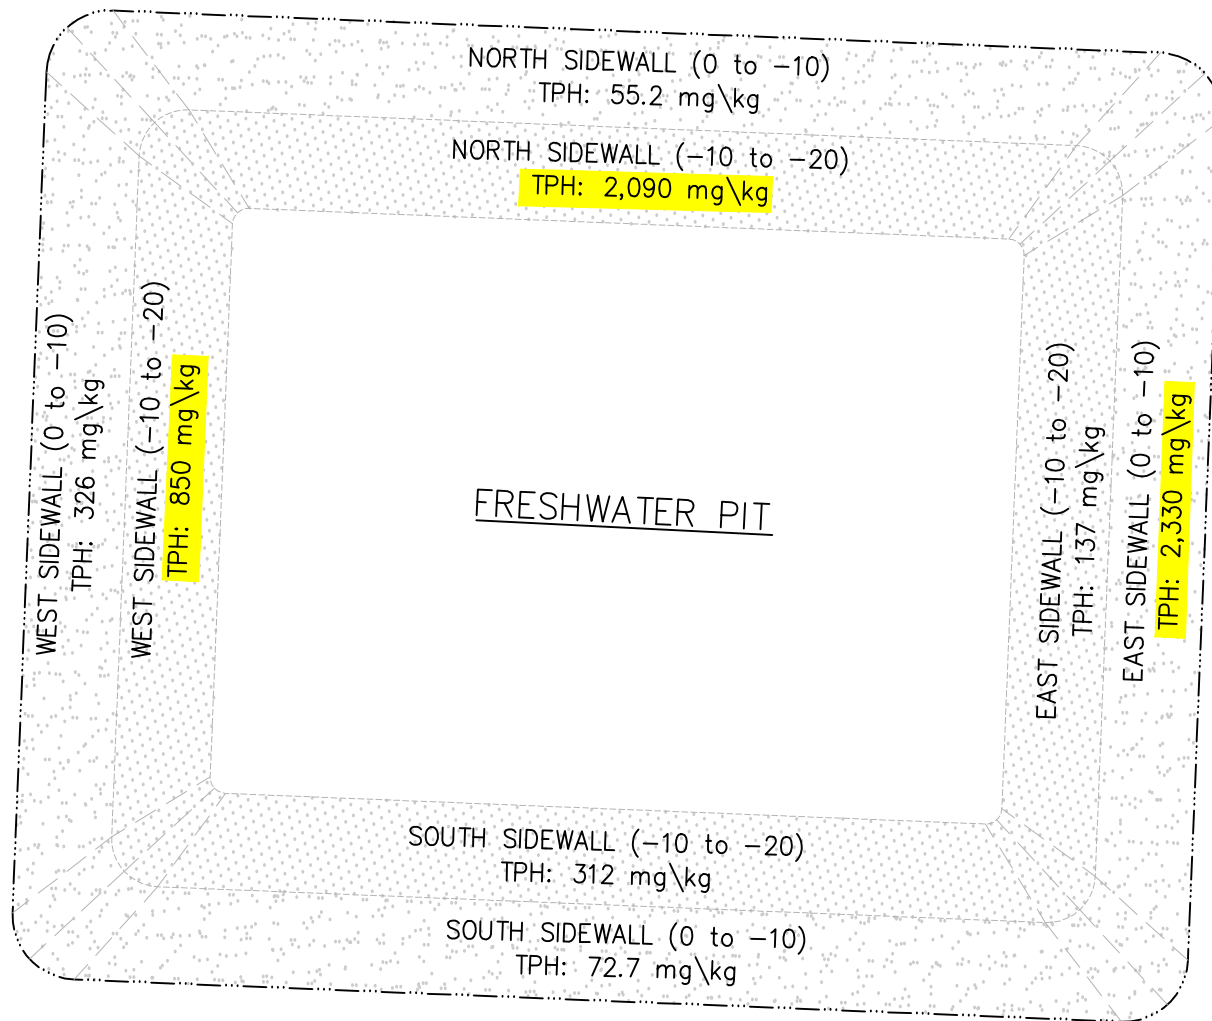 NORTH SIDEWALL (0 to -10)
TPH: 55.2 mg\kg
NORTH SIDEWALL (-10 to -20)
TPH: 2,090 mg\kg
WEST SIDEWALL (0 to -10)
TPH: 326 mg\kg
WEST SIDEWALL (-10 to -20)
TPH: 850 mg\kg
FRESHWATER PIT
EAST SIDEWALL (-10 to -20)
TPH: 137 mg\kg
EAST SIDEWALL (0 to -10)
TPH: 2,330 mg\kg
SOUTH SIDEWALL (-10 to -20)
TPH: 312 mg\kg
SOUTH SIDEWALL (0 to -10)
TPH: 72.7 mg\kg